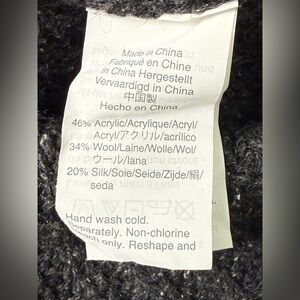 Made in China
Fabriqué en Chine
in China Hergestellt
Vervaardigd in China
中国製
Hecho en China
46% Acrylic/Acrylique/Acryl/
Acryl/アクリル/acrílico
34% Wool/Laine/Wolle/Wol/
ウール/lana
20% Silk/Soie/Seide/Zijde/絹/
seda
Hand wash cold.
separately. Non-chlorine
only. Reshape and